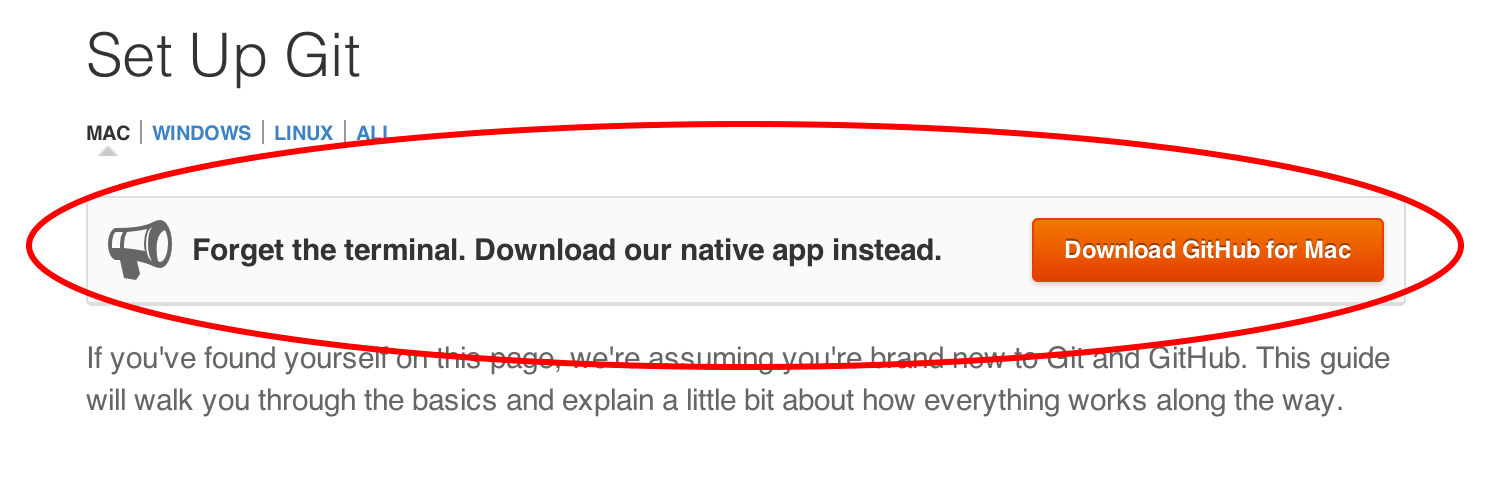 Set Up Git
MAC WINDOWS LINUX ALL
Forget the terminal. Download our native app instead. Download GitHub for Mac
If you've found yourself on this page, we're assuming you're brand new to Git and GitHub. This guide
will walk you through the basics and explain a little bit about how everything works along the way.